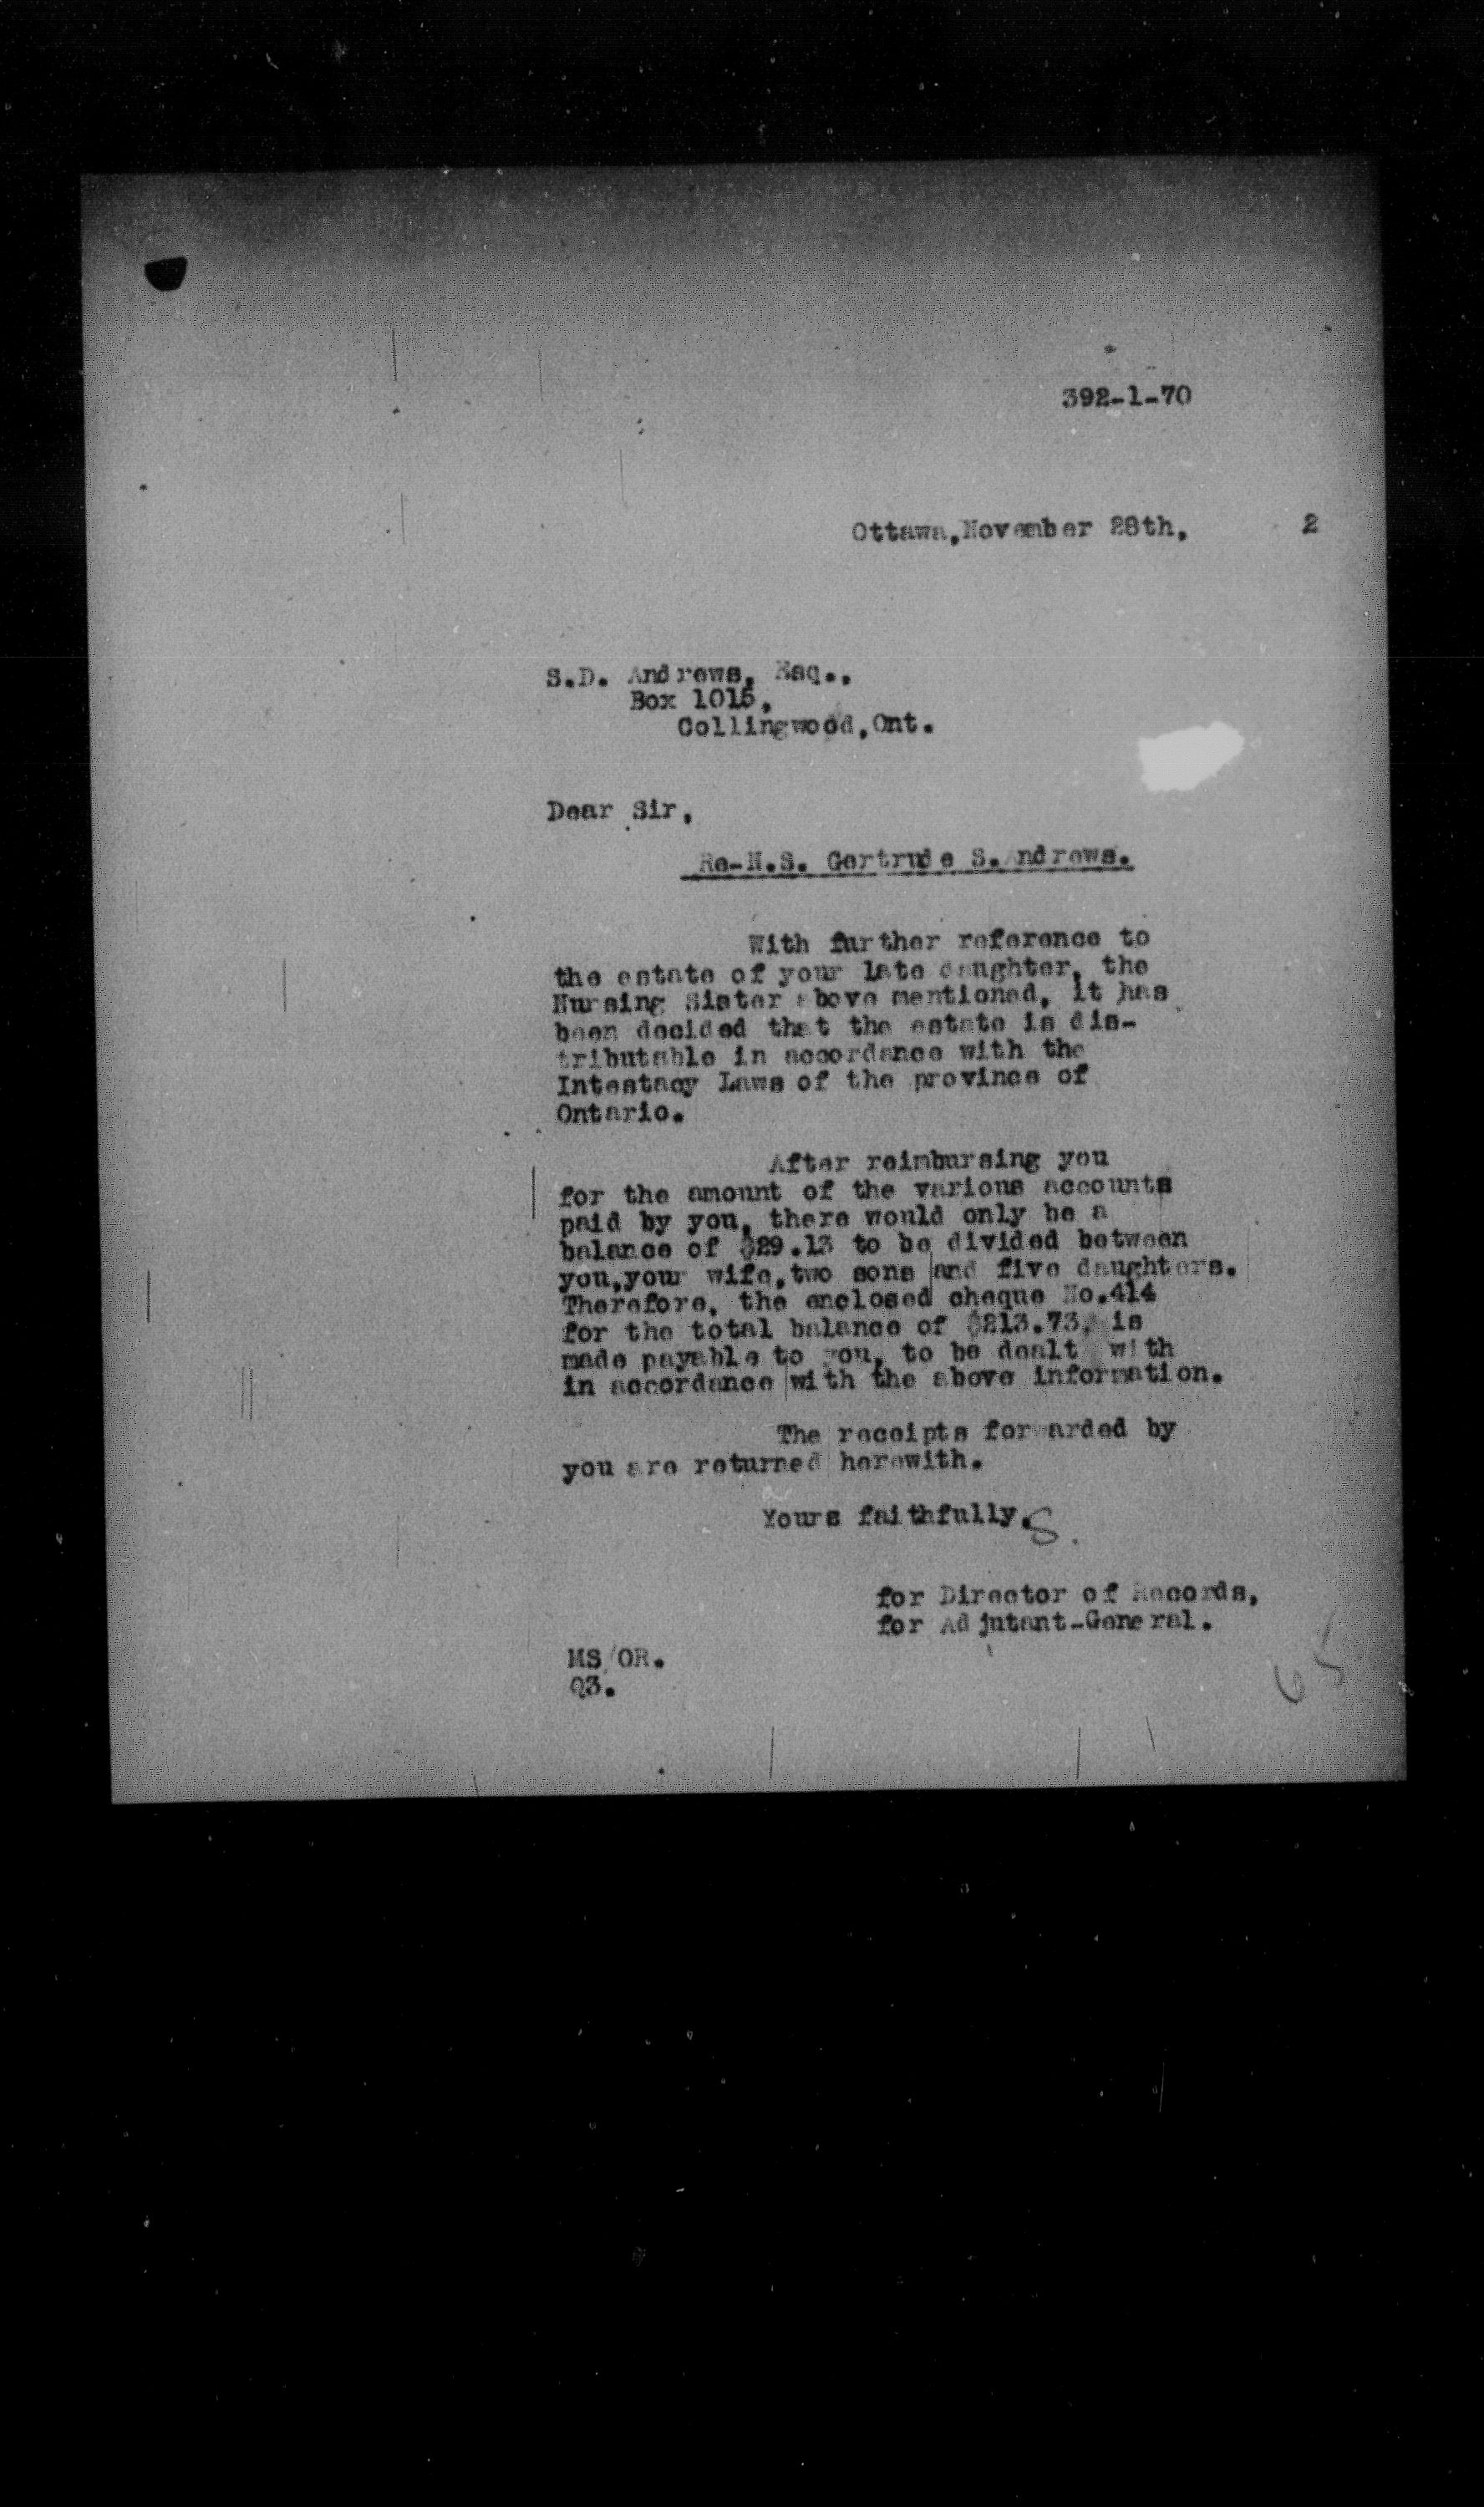 392-1-70
Ottawa, November 28th, 2
S.D. Andrews, Esq.,
Box 1015,
Collingwood, Ont.
Dear Sir,
Re-N.S. Gertrude S. Andrews.
With further reference to
the estate of your late daughter, the
Nursing Sister above mentioned, it has
been decided that the estate is dis-
tributable in accordance with the
Intestacy Laws of the province of
Ontario.
After reimbursing you
for the amount of the various accounts
paid by you, there would only be a
balance of $29.13 to be divided between
you, your wife, two sons and five daughters.
Therefore, the enclosed cheque No.414
for the total balance of $213.73, is
made payable to you, to be dealt with
in accordance with the above information.
The receipts forwarded by
you are returned herewith.
Yours faithfully,
S
for Director of Records,
for Adjutant-General.
MS/OR.
Q3.
65